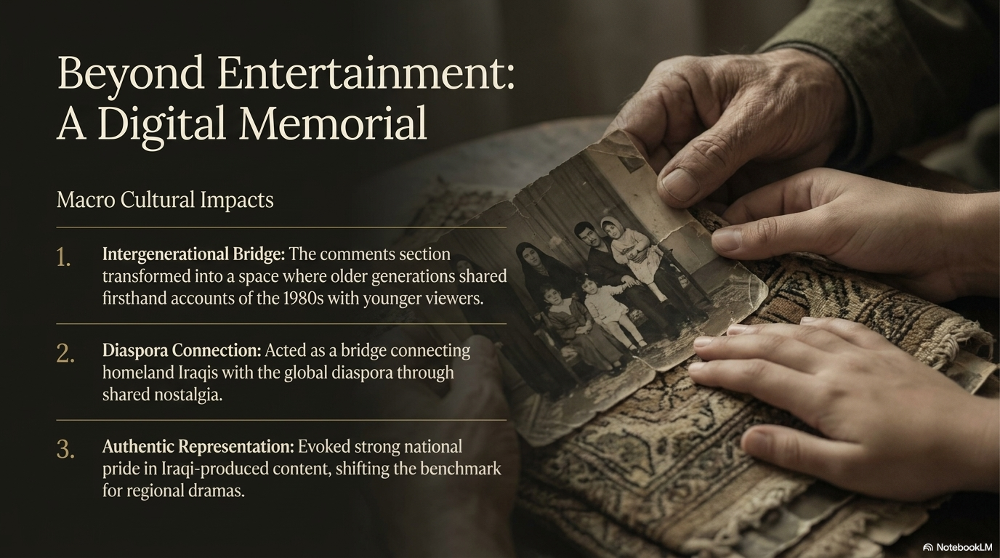 Beyond Entertainment:
A Digital Memorial
Macro Cultural Impacts
1.
Intergenerational Bridge: The comments section
transformed into a space where older generations shared
firsthand accounts of the 1980s with younger viewers.
2.
Diaspora Connection: Acted as a bridge connecting
homeland Iraqis with the global diaspora through
shared nostalgia.
3.
Authentic Representation: Evoked strong national
pride in Iraqi-produced content, shifting the benchmark
for regional dramas.
NotebookLM